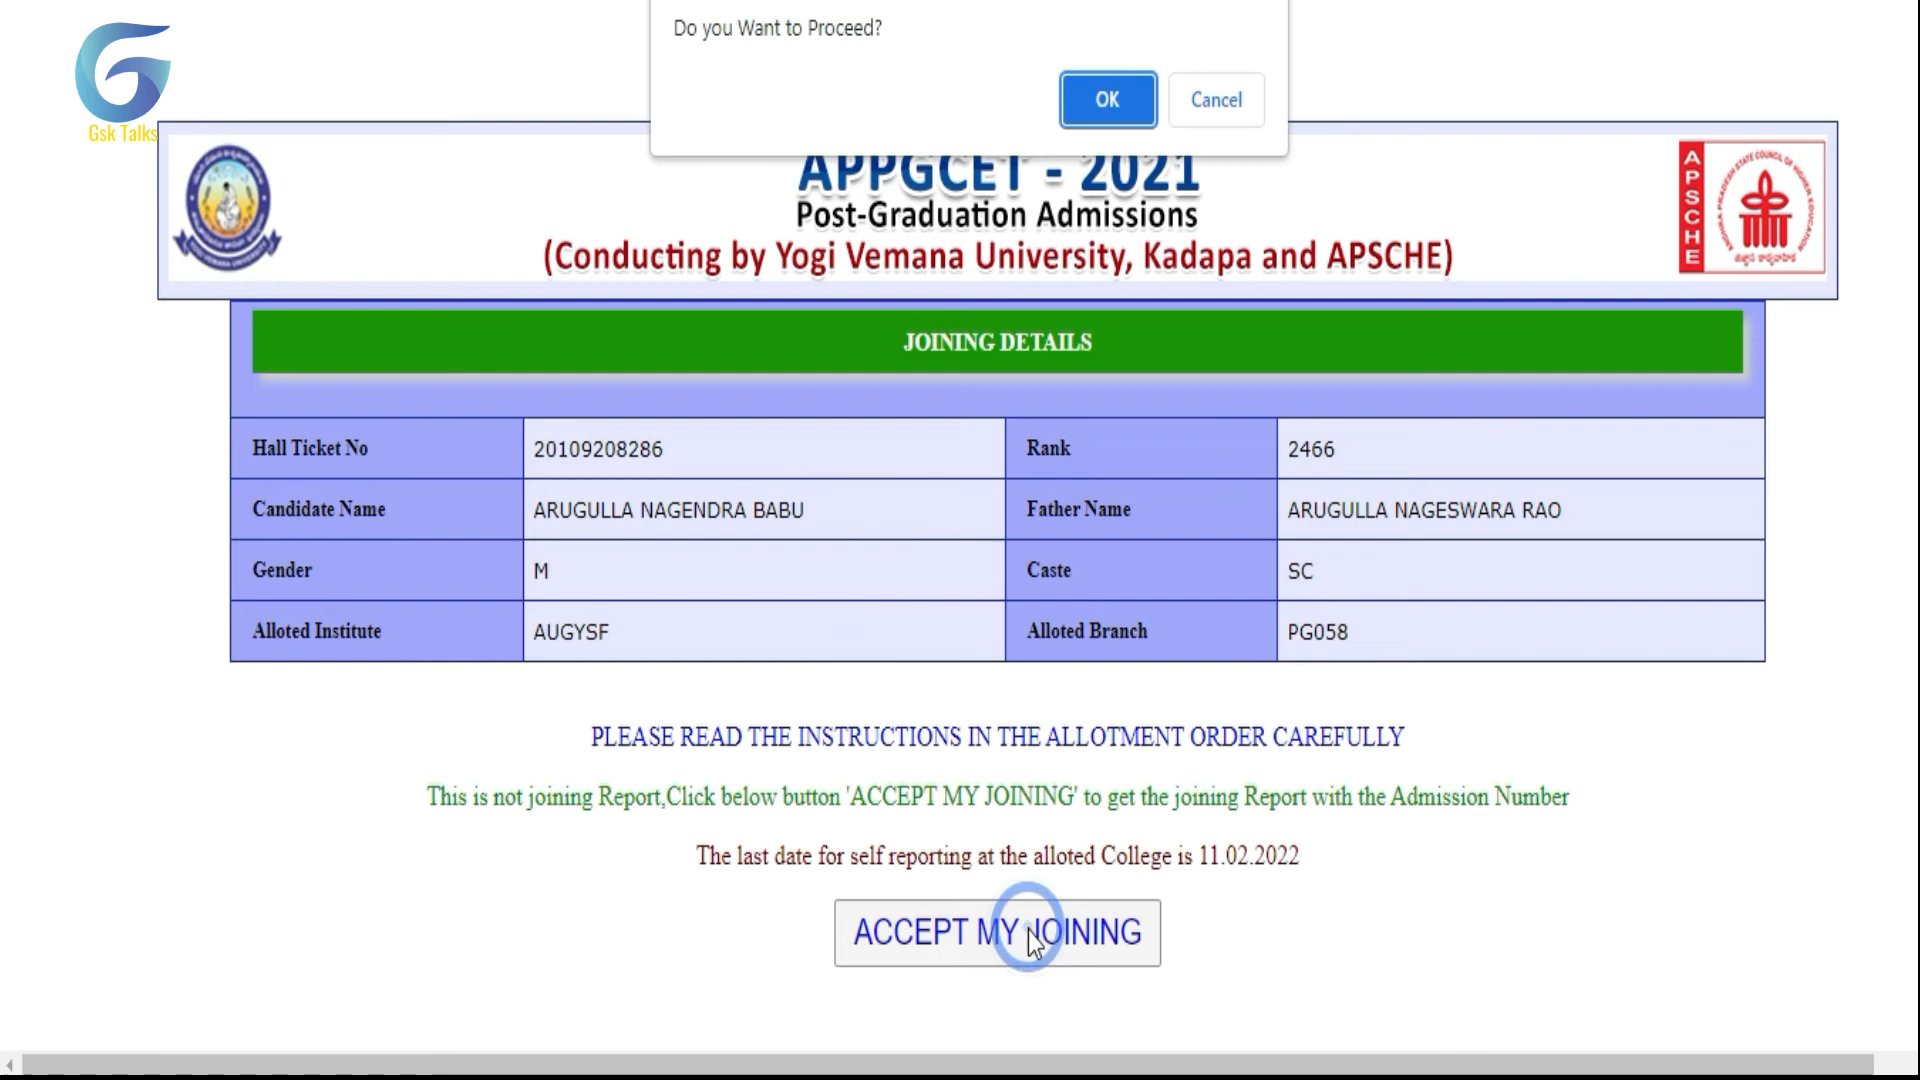 Do you Want to Proceed?
OK
Cancel
Gsk Talks
APPGCET - 2021
Post-Graduation Admissions
(Conducting by Yogi Vemana University, Kadapa and APSCHE)
APSCHE
JOINING DETAILS
Hall Ticket No 20109208286 Rank 2466
Candidate Name ARUGULLA NAGENDRA BABU Father Name ARUGULLA NAGESWARA RAO
Gender M Caste SC
Alloted Institute AUGYSF Alloted Branch PG058
PLEASE READ THE INSTRUCTIONS IN THE ALLOTMENT ORDER CAREFULLY
This is not joining Report,Click below button 'ACCEPT MY JOINING' to get the joining Report with the Admission Number
The last date for self reporting at the alloted College is 11.02.2022
ACCEPT MY JOINING